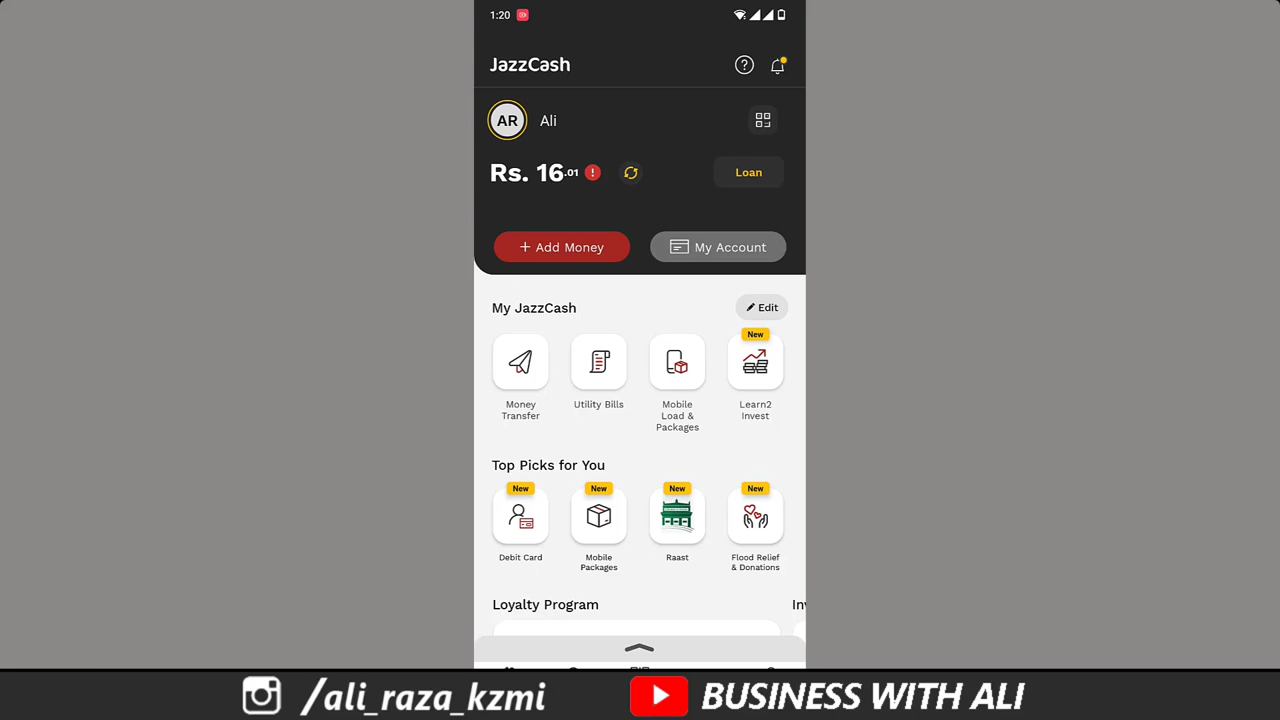 1:20
JazzCash
AR Ali
Rs. 16.01 ! Loan
+ Add Money My Account
My JazzCash Edit
New
Money Transfer
Utility Bills
Mobile Load & Packages
Learn2 Invest
Top Picks for You
New New New New
Debit Card
Mobile Packages
Raast
Flood Relief & Donations
Loyalty Program
/ali_raza_kzmi BUSINESS WITH ALI